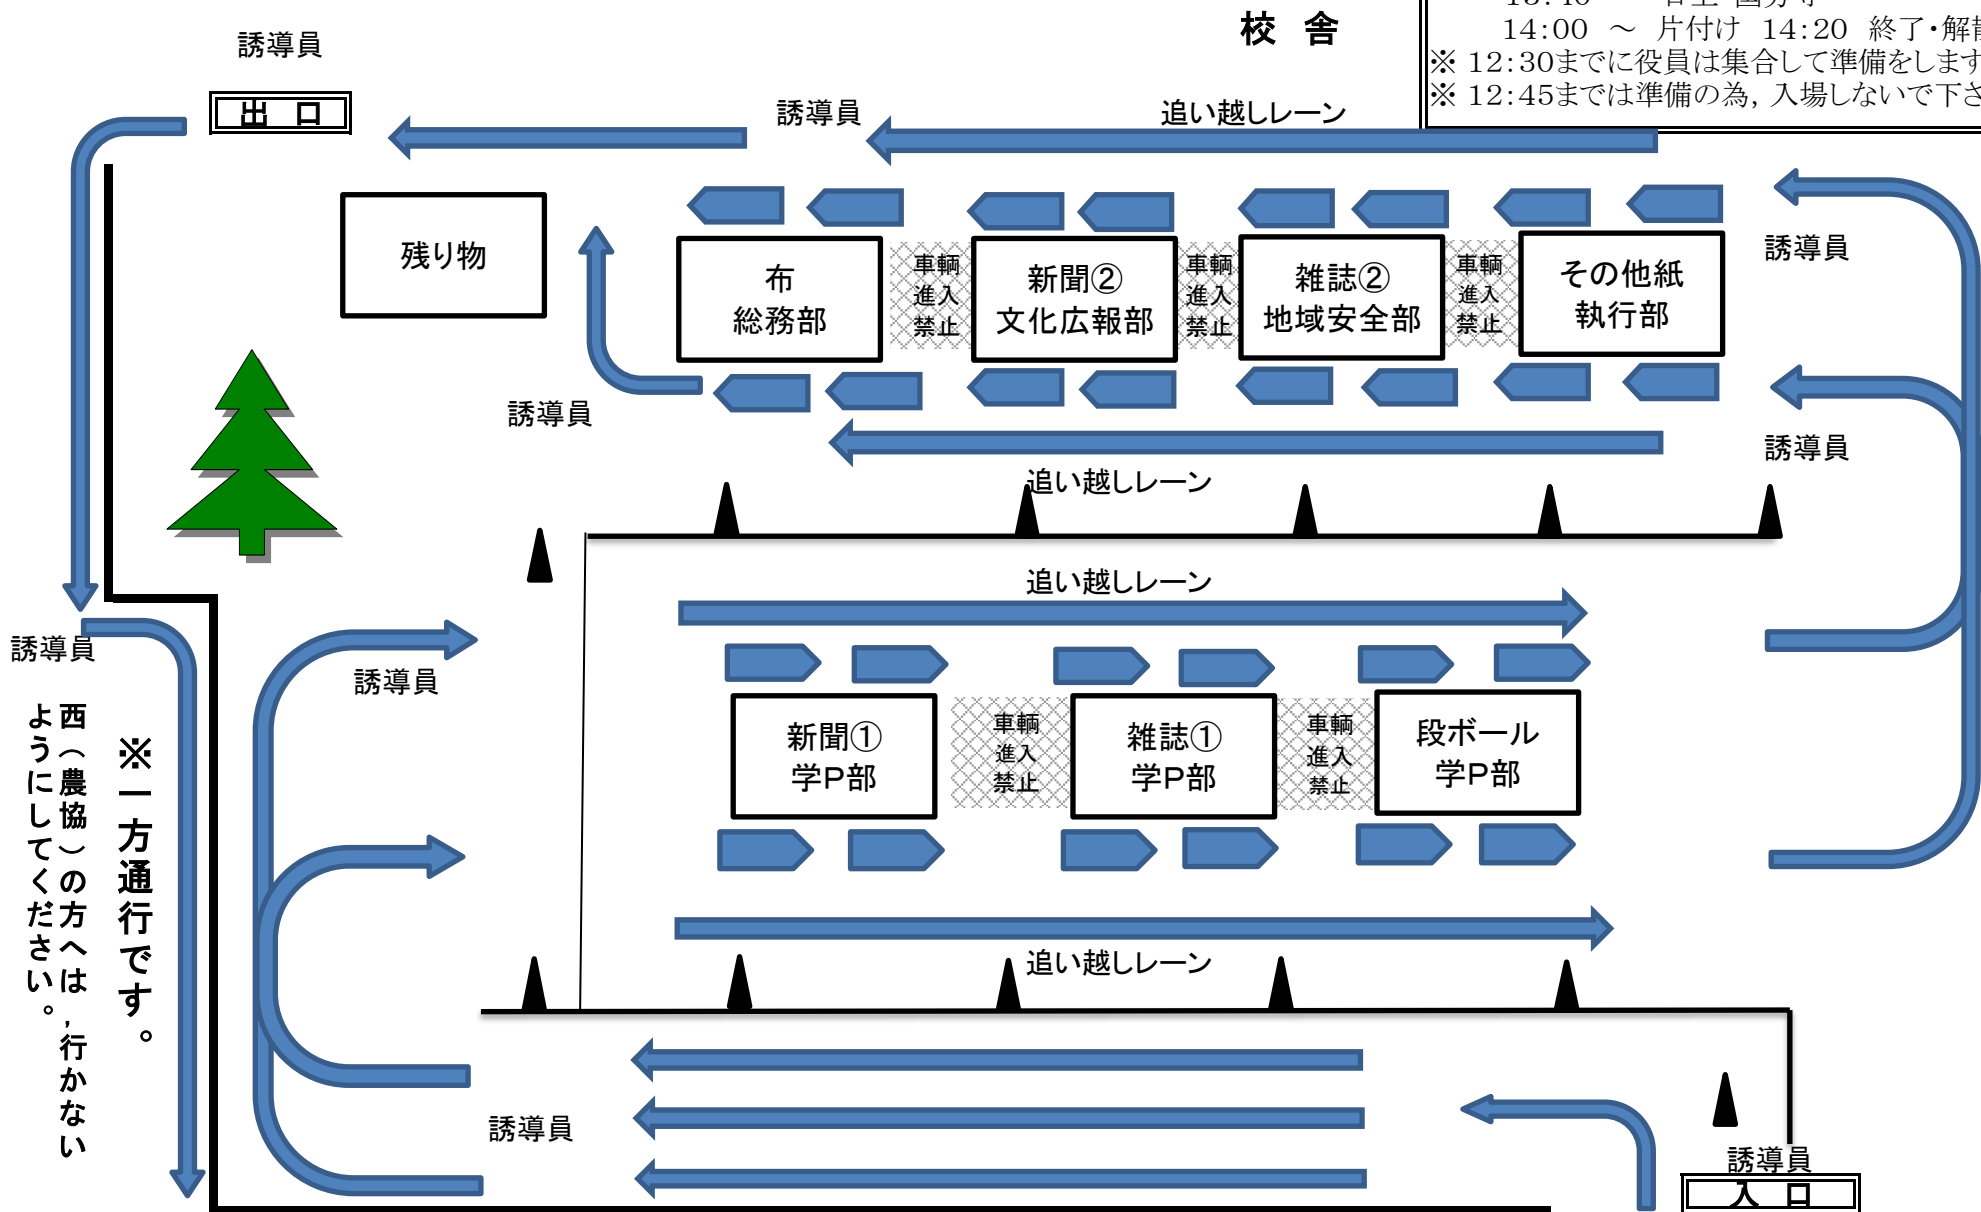 校 舎
14:00 ～ 片付け 14:20 終了・解
※ 12:30までに役員は集合して準備をします
※ 12:45までは準備の為，入場しないで下さ
誘導員
出 口
誘導員
追い越しレーン
残り物
布
総務部
車輌
進入
禁止
新聞②
文化広報部
車輌
進入
禁止
雑誌②
地域安全部
車輌
進入
禁止
その他紙
執行部
誘導員
誘導員
誘導員
追い越しレーン
追い越しレーン
誘導員
誘導員
新聞①
学P部
車輌
進入
禁止
雑誌①
学P部
車輌
進入
禁止
段ボール
学P部
※一方通行です。
西（農協）の方へは，行かない
ようにしてください。
追い越しレーン
誘導員
誘導員
入 口